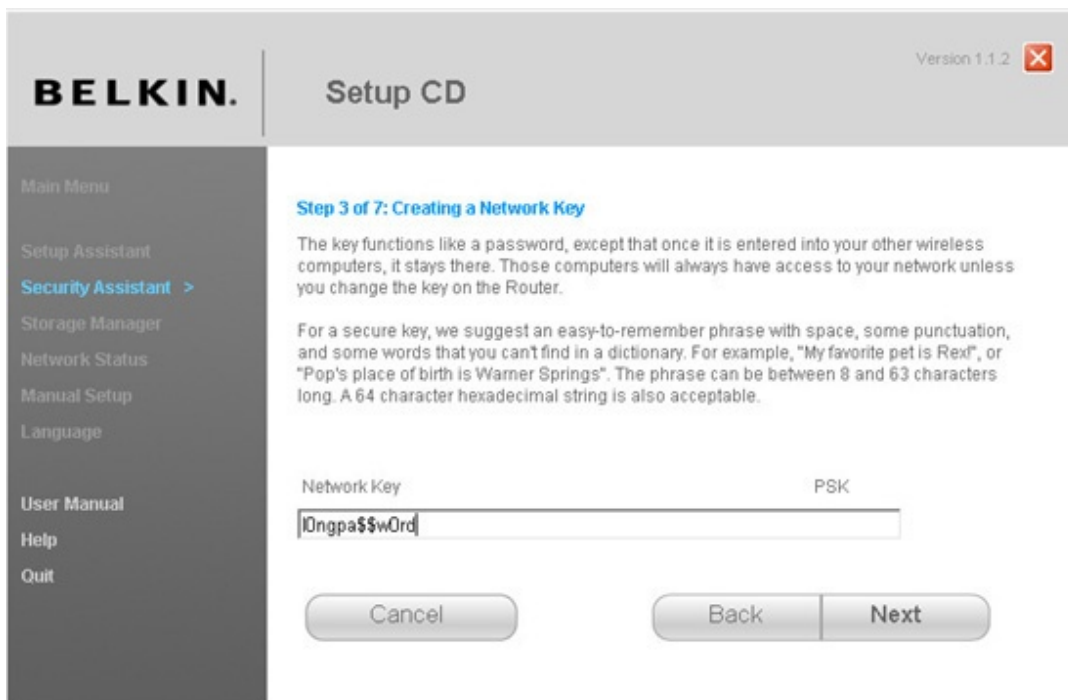 Version 1.1.2
BELKIN.
Setup CD
Main Menu
Setup Assistant
Security Assistant >
Storage Manager
Network Status
Manual Setup
Language
User Manual
Help
Quit
Step 3 of 7: Creating a Network Key
The key functions like a password, except that once it is entered into your other wireless
computers, it stays there. Those computers will always have access to your network unless
you change the key on the Router.
For a secure key, we suggest an easy-to-remember phrase with space, some punctuation,
and some words that you can't find in a dictionary. For example, "My favorite pet is Rex!", or
"Pop's place of birth is Warner Springs". The phrase can be between 8 and 63 characters
long. A 64 character hexadecimal string is also acceptable.
Network Key PSK
l0ngpa$$w0rd
Cancel Back Next